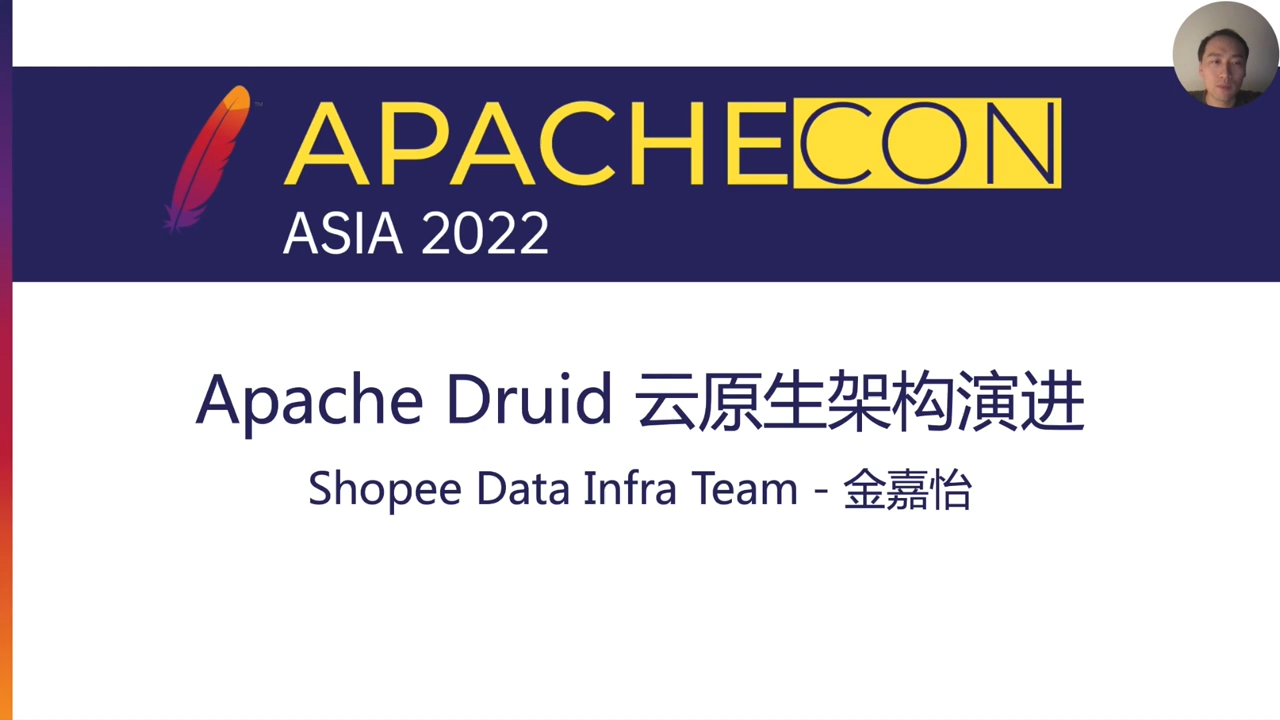 APACHECON
ASIA 2022
Apache Druid 云原生架构演进
Shopee Data Infra Team - 金嘉怡